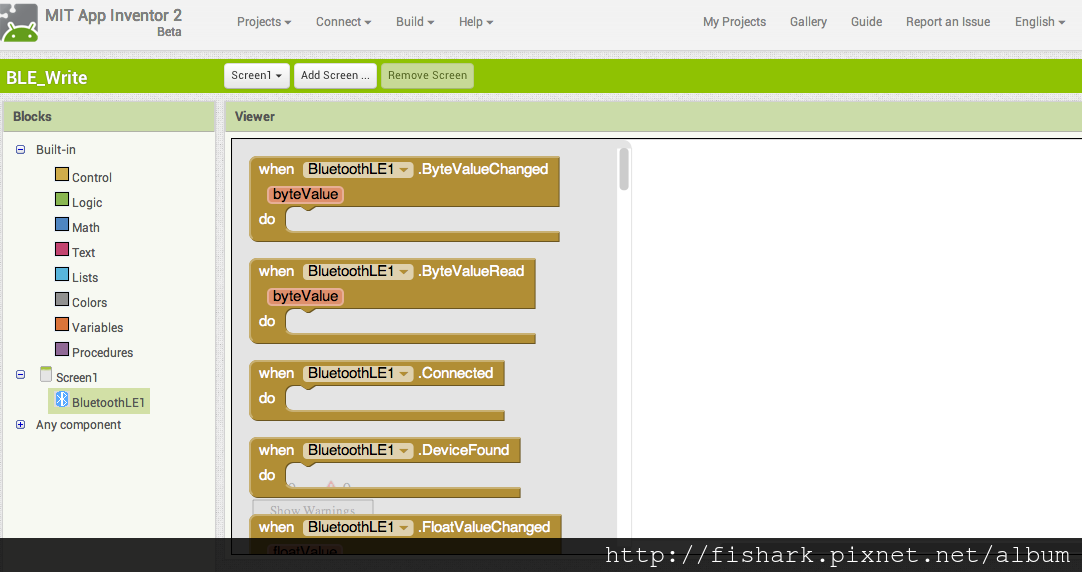 MIT App Inventor 2
Beta
Projects Connect Build Help My Projects Gallery Guide Report an Issue English
BLE_Write Screen1 Add Screen ... Remove Screen
Blocks
Viewer
Built-in
Control
Logic
Math
Text
Lists
Colors
Variables
Procedures
Screen1
BluetoothLE1
Any component
when BluetoothLE1 .ByteValueChanged
byteValue
do
when BluetoothLE1 .ByteValueRead
byteValue
do
when BluetoothLE1 .Connected
do
when BluetoothLE1 .DeviceFound
do
0 0
Show Warnings
when BluetoothLE1 .FloatValueChanged
floatValue
http://fishark.pixnet.net/album